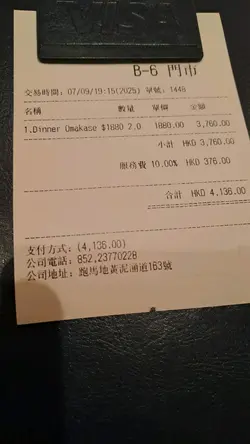 VISA
B-6 門市
交易時間：07/09/19:15(2025) 單號：1449
名稱 數量 單價 金額
1.Dinner Omakase $1880 2.0 1880.00 3,760.00
小計 HKD 3,760.00
服務費 10.00% HKD 376.00
合計 HKD 4,136.00
支付方式：(4,136.00)
公司電話：852,23770228
公司地址：跑馬地黃泥涌道163號